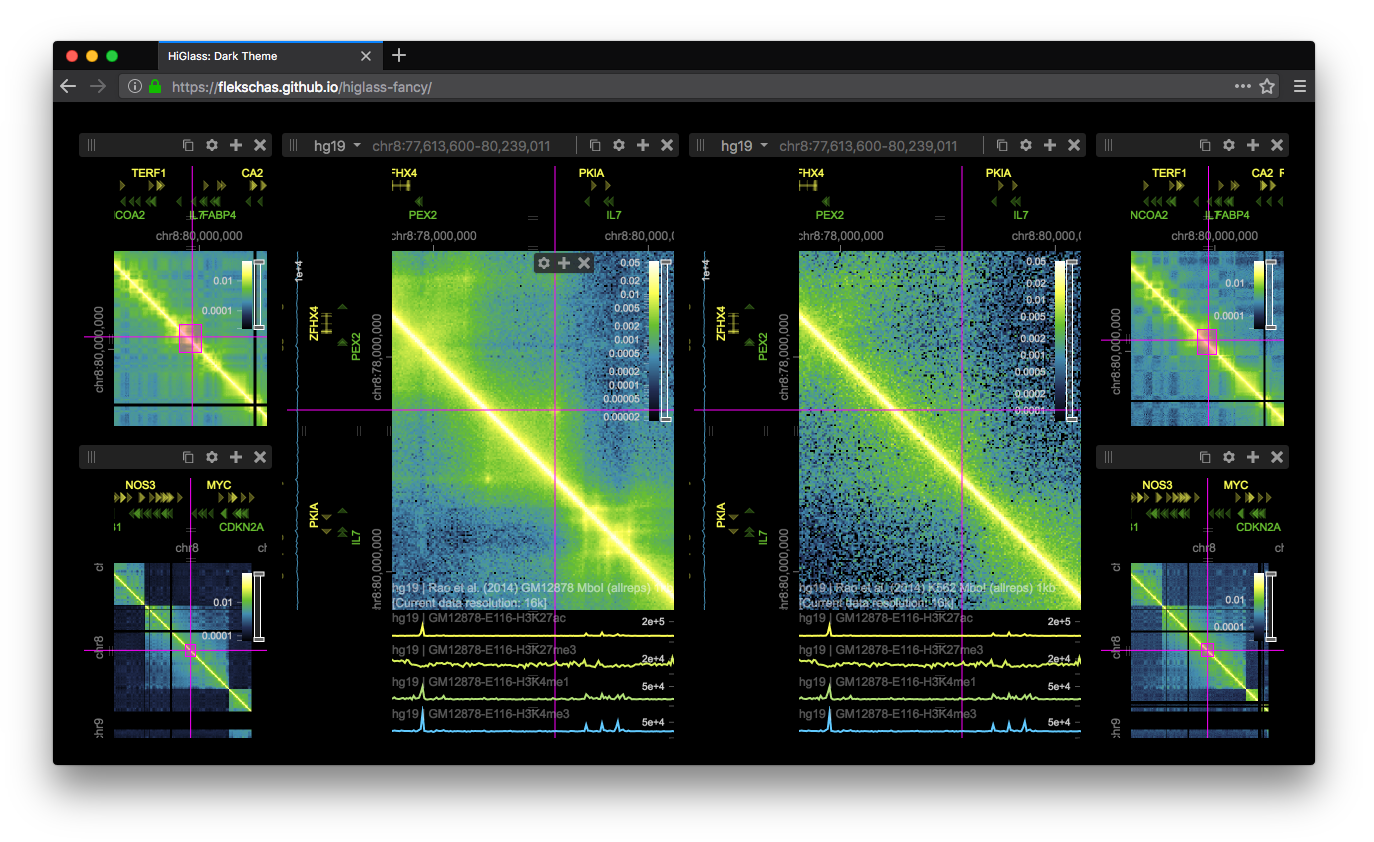 HiGlass: Dark Theme
https://flekschas.github.io/higlass-fancy/
TERF1 CA2
NCOA2 IL7 FABP4
chr8:80,000,000
0.01
0.0001
chr8:80,000,000
NOS3 MYC
CDKN2A
chr8
0.01
0.0001
chr8
chr9
hg19 chr8:77,613,600-80,239,011
FHX4 PKIA
PEX2 IL7
chr8:78,000,000 chr8:80,0
1e+4
ZFHX4
PEX2
chr8:78,000,000
PKIA
IL7
chr8:80,000,000
0.05
0.02
0.01
0.005
0.002
0.001
0.0005
0.0002
0.0001
0.00005
0.00002
hg19 | Rao et al. (2014) GM12878 MboI (allreps) 1
[Current data resolution: 16k]
hg19 | GM12878-E116-H3K27ac 2e+5
hg19 | GM12878-E116-H3K27me3 2e+4
hg19 | GM12878-E116-H3K4me1 5e+4
hg19 | GM12878-E116-H3K4me3 5e+4
hg19 chr8:77,613,600-80,239,011
FHX4 PKIA
PEX2 IL7
chr8:78,000,000 chr8:80,0
1e+4
ZFHX4
PEX2
chr8:78,000,000
PKIA
IL7
chr8:80,000,000
0.05
0.02
0.01
0.005
0.002
0.001
0.0005
0.0002
0.0001
hg19 | Rao et al. (2014) K562 MboI (allreps) 1kb
[Current data resolution: 16k]
hg19 | GM12878-E116-H3K27ac 2e+5
hg19 | GM12878-E116-H3K27me3 2e+4
hg19 | GM12878-E116-H3K4me1 5e+4
hg19 | GM12878-E116-H3K4me3 5e+4
TERF1 CA2 F
NCOA2 IL7 FABP4
chr8:80,000,000
0.01
0.0001
chr8:80,000,000
NOS3 MYC
CDKN2A
chr8
0.01
0.0001
chr8
chr9